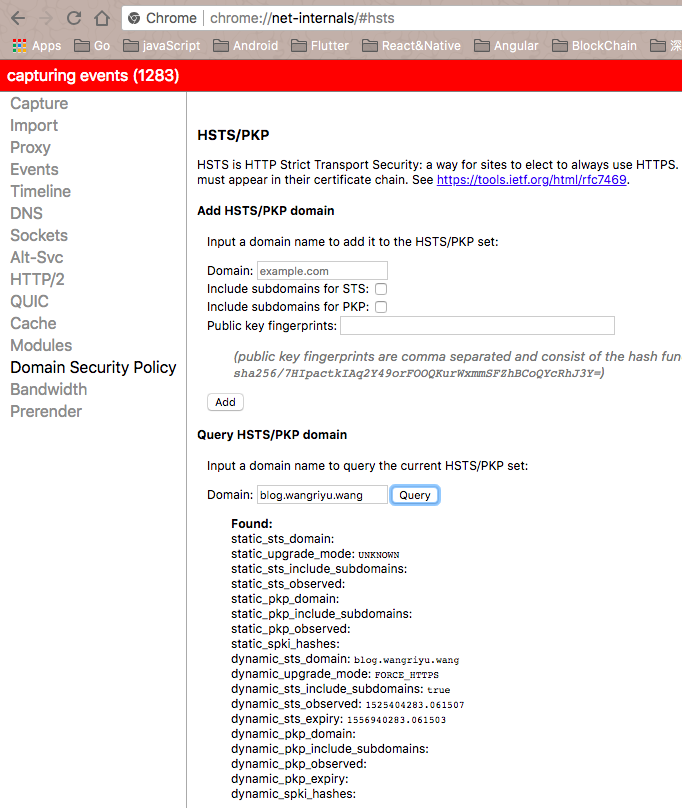 Chrome | chrome://net-internals/#hsts
Apps Go javaScript Android Flutter React&Native Angular BlockChain 深
capturing events (1283)
Capture
Import
Proxy
Events
Timeline
DNS
Sockets
Alt-Svc
HTTP/2
QUIC
Cache
Modules
Domain Security Policy
Bandwidth
Prerender
HSTS/PKP
HSTS is HTTP Strict Transport Security: a way for sites to elect to always use HTTPS.
must appear in their certificate chain. See https://tools.ietf.org/html/rfc7469.
Add HSTS/PKP domain
Input a domain name to add it to the HSTS/PKP set:
Domain: example.com
Include subdomains for STS:
Include subdomains for PKP:
Public key fingerprints:
(public key fingerprints are comma separated and consist of the hash fun
sha256/7HIpactkIAq2Y49orFOOQKurWxmmSFZhBCoQYcRhJ3Y=)
Add
Query HSTS/PKP domain
Input a domain name to query the current HSTS/PKP set:
Domain: blog.wangriyu.wang Query
Found:
static_sts_domain:
static_upgrade_mode: UNKNOWN
static_sts_include_subdomains:
static_sts_observed:
static_pkp_domain:
static_pkp_include_subdomains:
static_pkp_observed:
static_spki_hashes:
dynamic_sts_domain: blog.wangriyu.wang
dynamic_upgrade_mode: FORCE_HTTPS
dynamic_sts_include_subdomains: true
dynamic_sts_observed: 1525404283.061507
dynamic_sts_expiry: 1556940283.061503
dynamic_pkp_domain:
dynamic_pkp_include_subdomains:
dynamic_pkp_observed:
dynamic_pkp_expiry:
dynamic_spki_hashes: